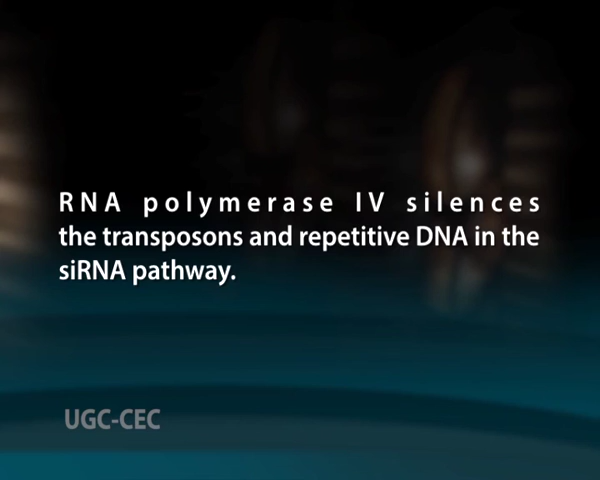 RNA polymerase IV silences
the transposons and repetitive DNA in the
siRNA pathway.
UGC-CEC